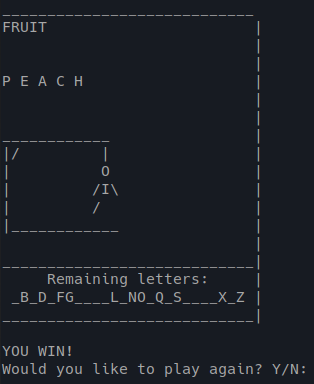 FRUIT
P E A C H
O
/I\
/
Remaining letters:
_B_D_FG____L_NO_Q_S____X_Z
YOU WIN!
Would you like to play again? Y/N: